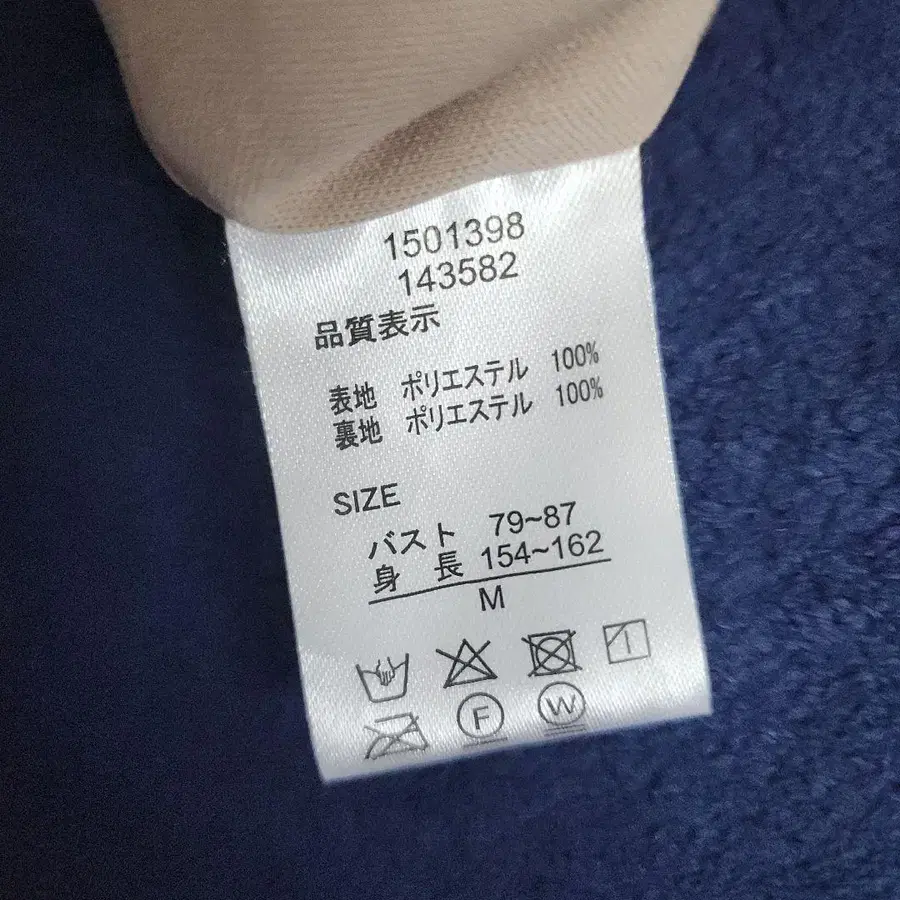 1501398
143582
品質表示
表地 ポリエステル 100%
裏地 ポリエステル 100%
SIZE
バスト 79~87
身 長 154~162
M
F W